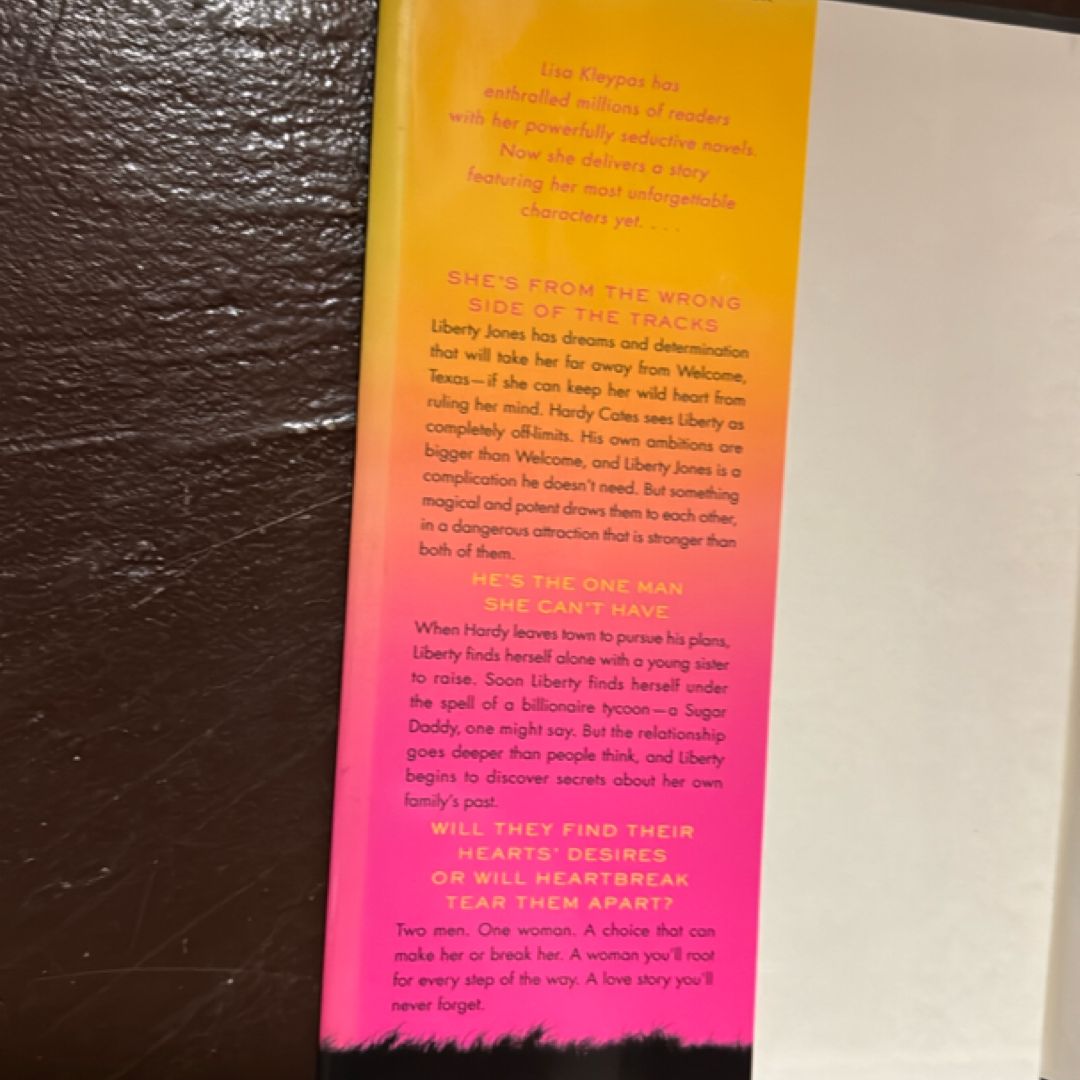 Lisa Kleypas has
enthralled millions of readers
with her powerfully seductive novels.
Now she delivers a story
featuring her most unforgettable
characters yet. . . .
SHE'S FROM THE WRONG
SIDE OF THE TRACKS
Liberty Jones has dreams and determination
that will take her far away from Welcome,
Texas—if she can keep her wild heart from
ruling her mind. Hardy Cates sees Liberty as
completely off-limits. His own ambitions are
bigger than Welcome, and Liberty Jones is a
complication he doesn't need. But something
magical and potent draws them to each other,
in a dangerous attraction that is stronger than
both of them.
HE'S THE ONE MAN
SHE CAN'T HAVE
When Hardy leaves town to pursue his plans,
Liberty finds herself alone with a young sister
to raise. Soon Liberty finds herself under
the spell of a billionaire tycoon—a Sugar
Daddy, one might say. But the relationship
goes deeper than people think, and Liberty
begins to discover secrets about her own
family's past.
WILL THEY FIND THEIR
HEARTS' DESIRES
OR WILL HEARTBREAK
TEAR THEM APART?
Two men. One woman. A choice that can
make her or break her. A woman you'll root
for every step of the way. A love story you'll
never forget.